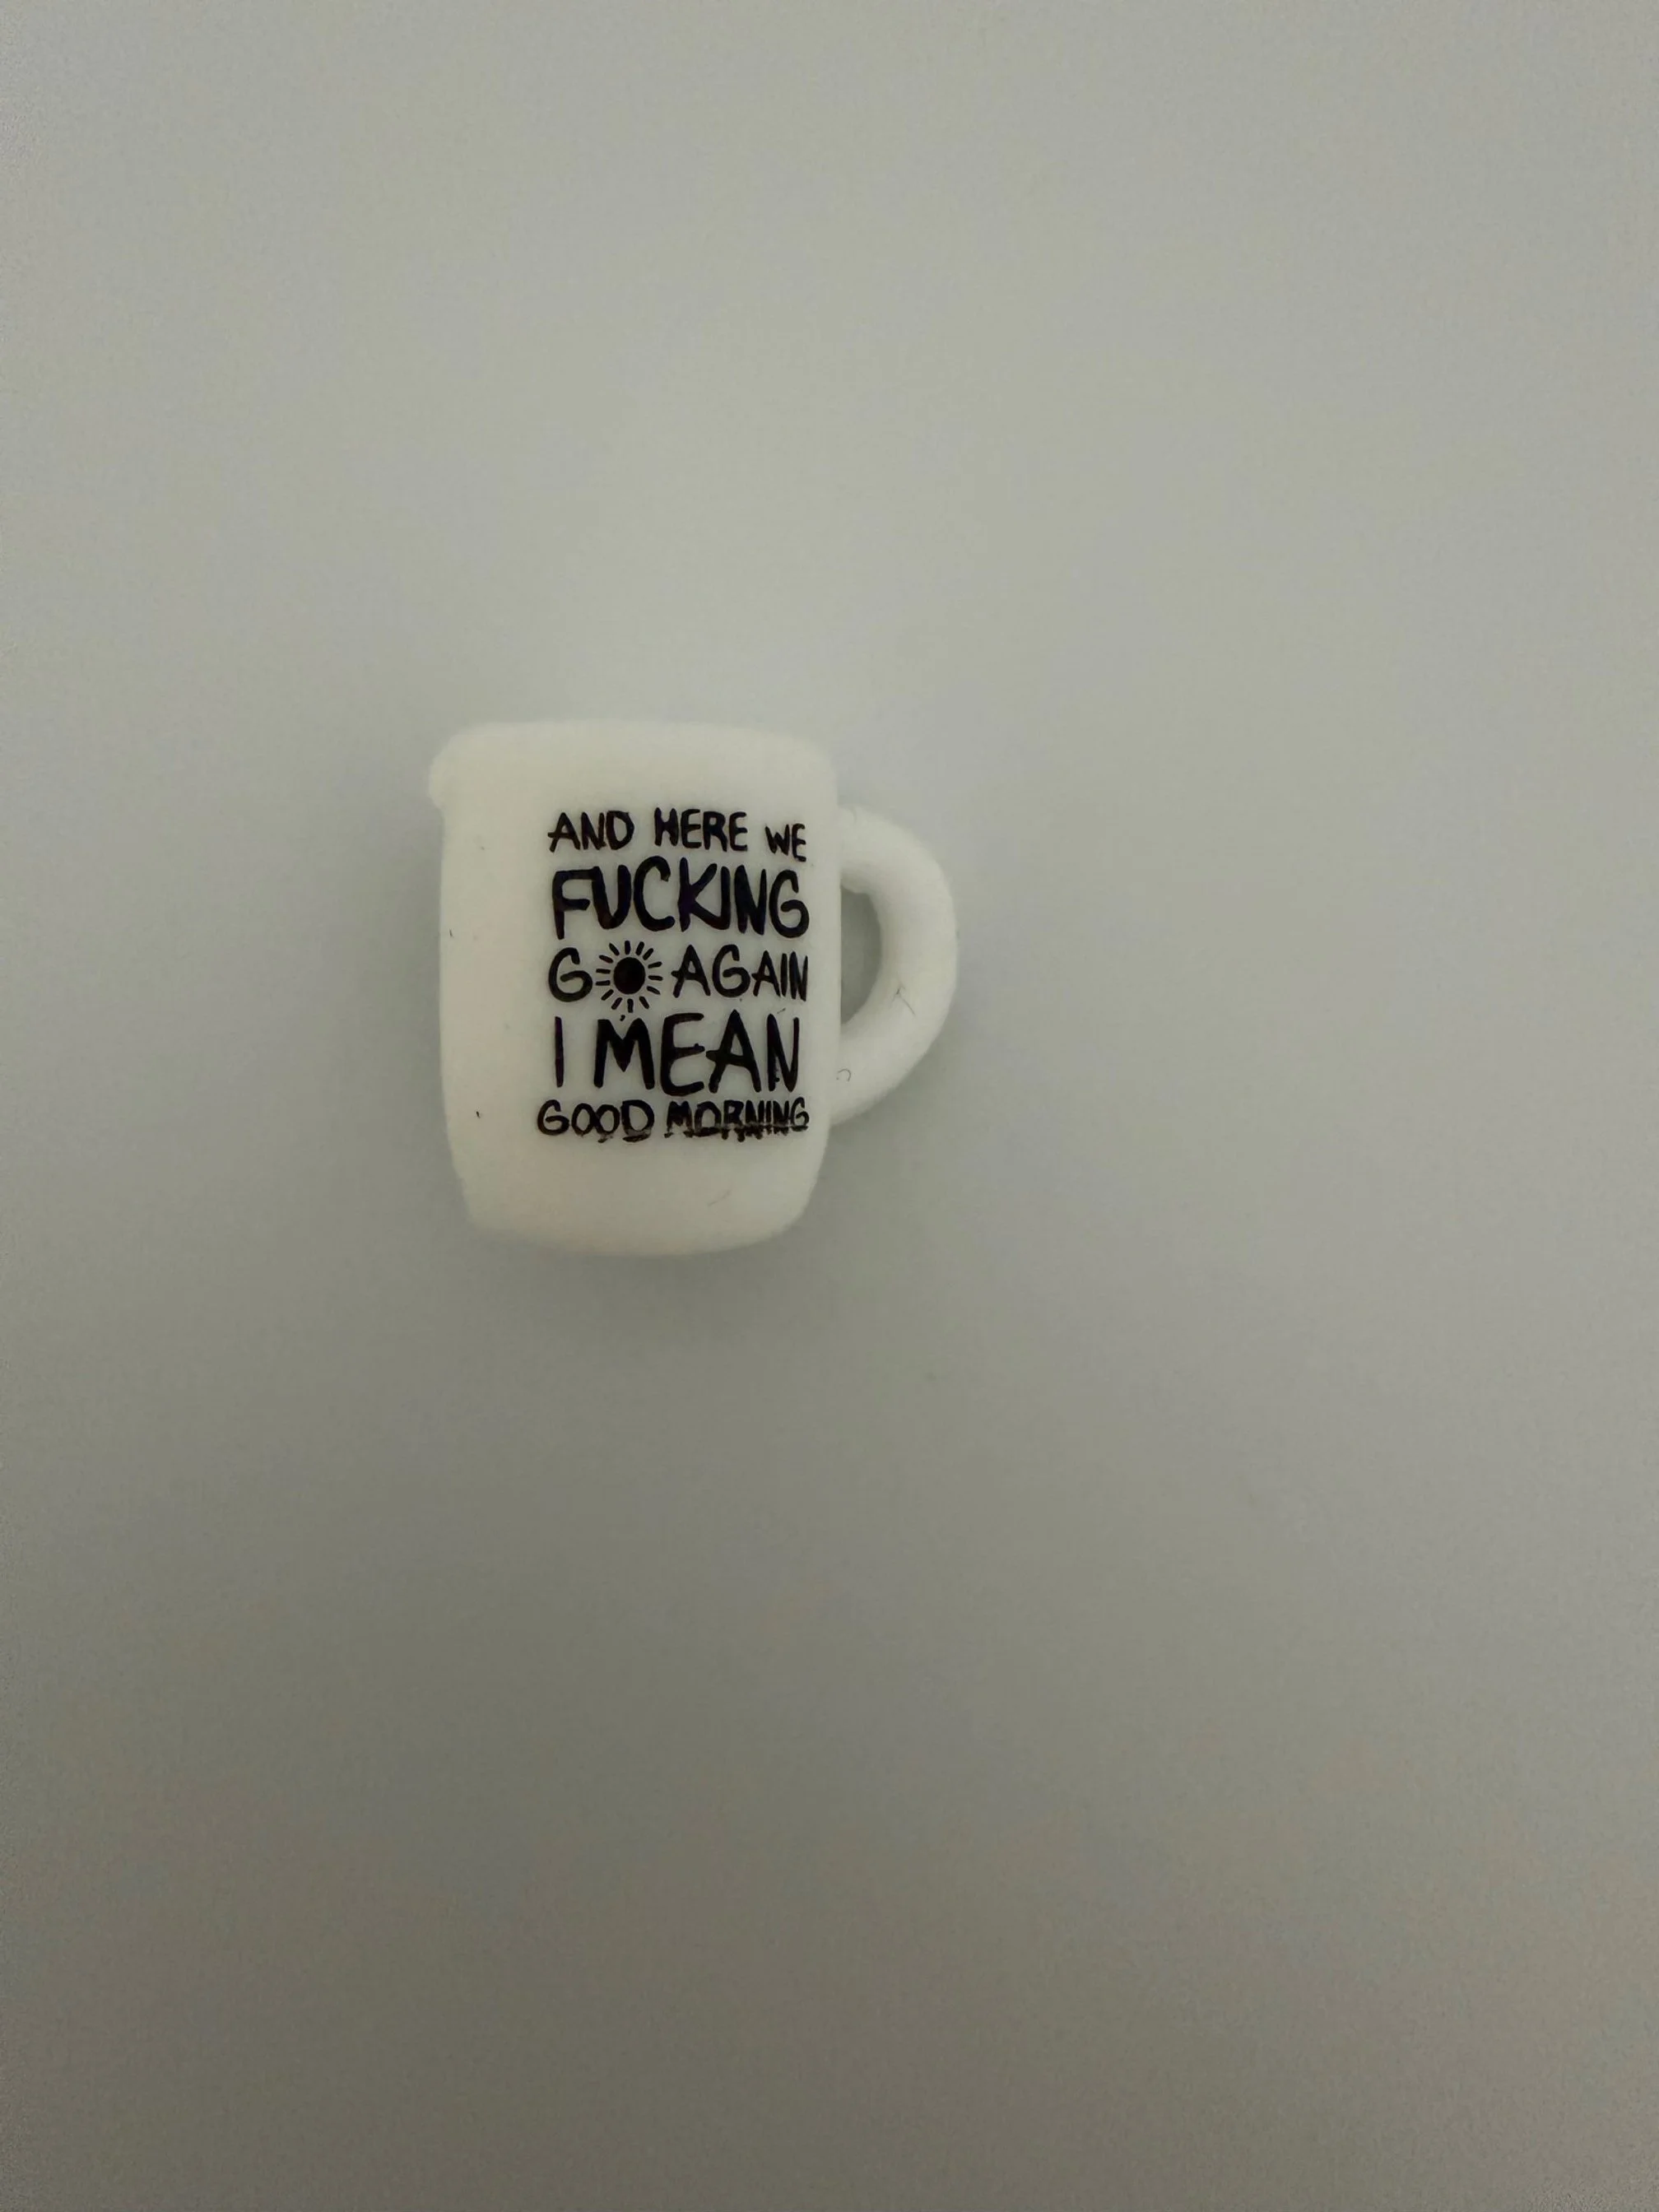 AND HERE WE
FUCKING
GO AGAIN
I MEAN
GOOD MORNING